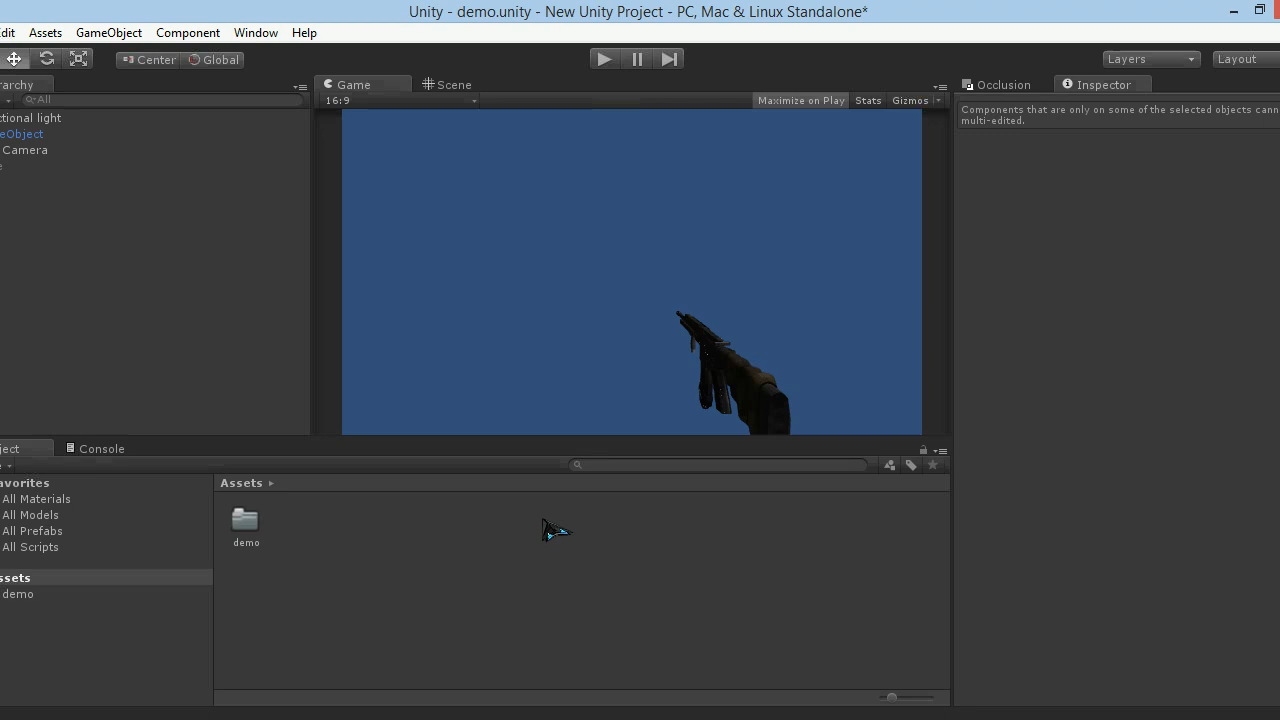 Unity - demo.unity - New Unity Project - PC, Mac & Linux Standalone*
dit Assets GameObject Component Window Help
Center Global Layers Layout
rarchy Game Scene Occlusion Inspector
All 16:9 Maximize on Play Stats Gizmos
Components that are only on some of the selected objects cann
multi-edited.
ctional light
eObject
Camera
e
ject Console
e
avorites Assets
All Materials
All Models
All Prefabs
All Scripts
demo
ssets
demo